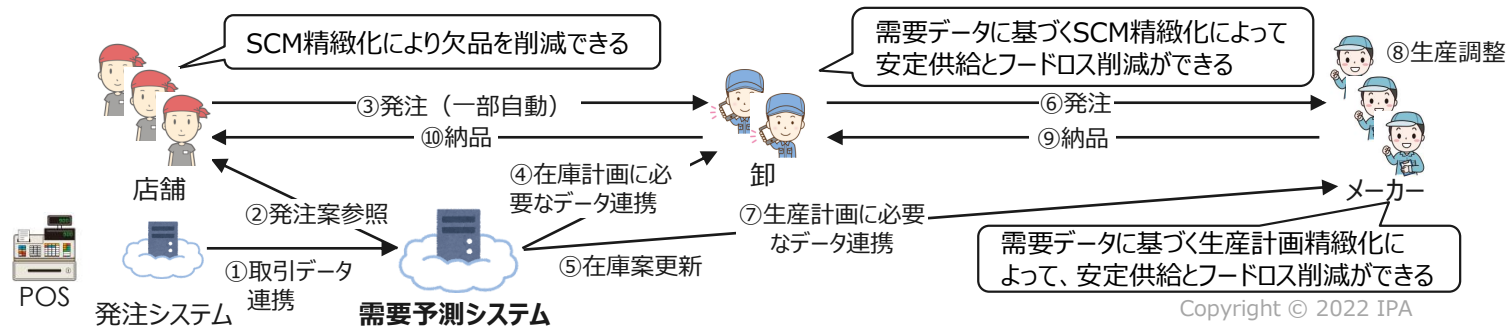 SCM精緻化により欠品を削減できる
需要データに基づくSCM精緻化によって
安定供給とフードロス削減ができる
⑧生産調整
③発注（一部自動）
⑥発注
⑩納品
⑨納品
店舗
④在庫計画に必
要なデータ連携
卸
②発注案参照
⑦生産計画に必要
なデータ連携
メーカー
①取引データ
連携
⑤在庫案更新
需要データに基づく生産計画精緻化に
よって、安定供給とフードロス削減ができる
POS
発注システム
需要予測システム
Copyright © 2022 IPA